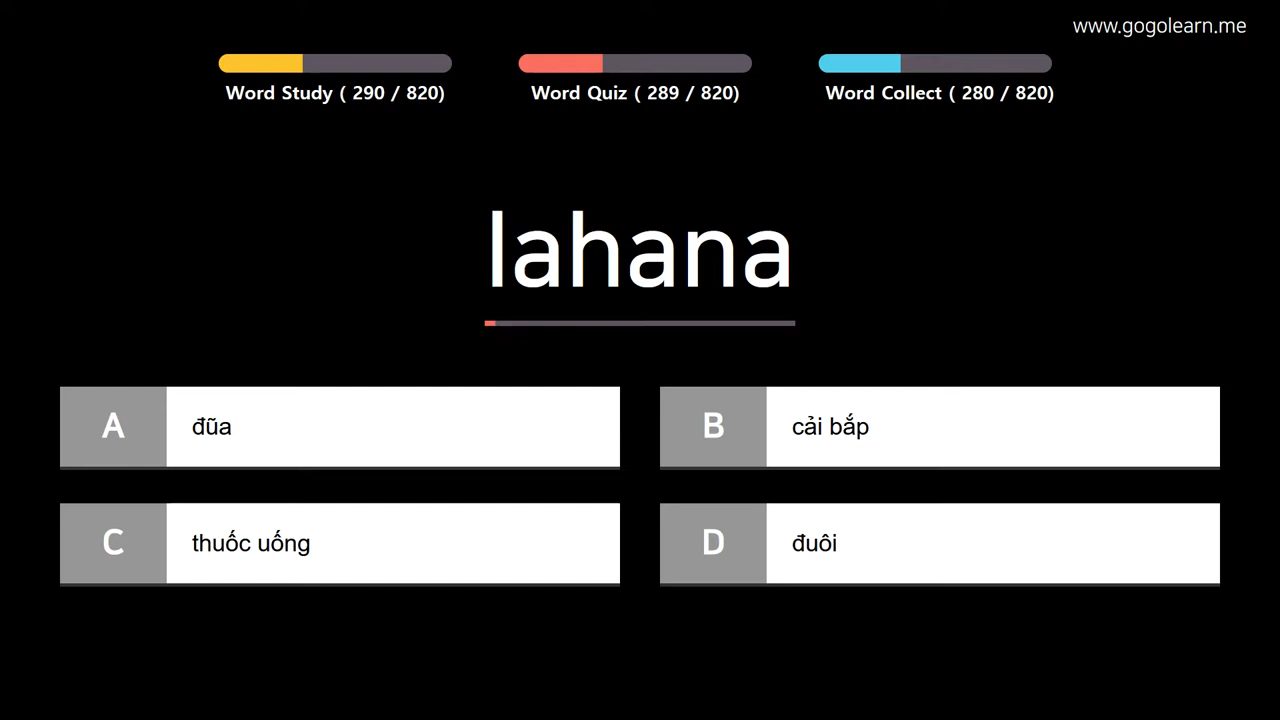 www.gogolearn.me
Word Study ( 290 / 820)
Word Quiz ( 289 / 820)
Word Collect ( 280 / 820)
lahana
A đũa
B cải bắp
C thuốc uống
D đuôi